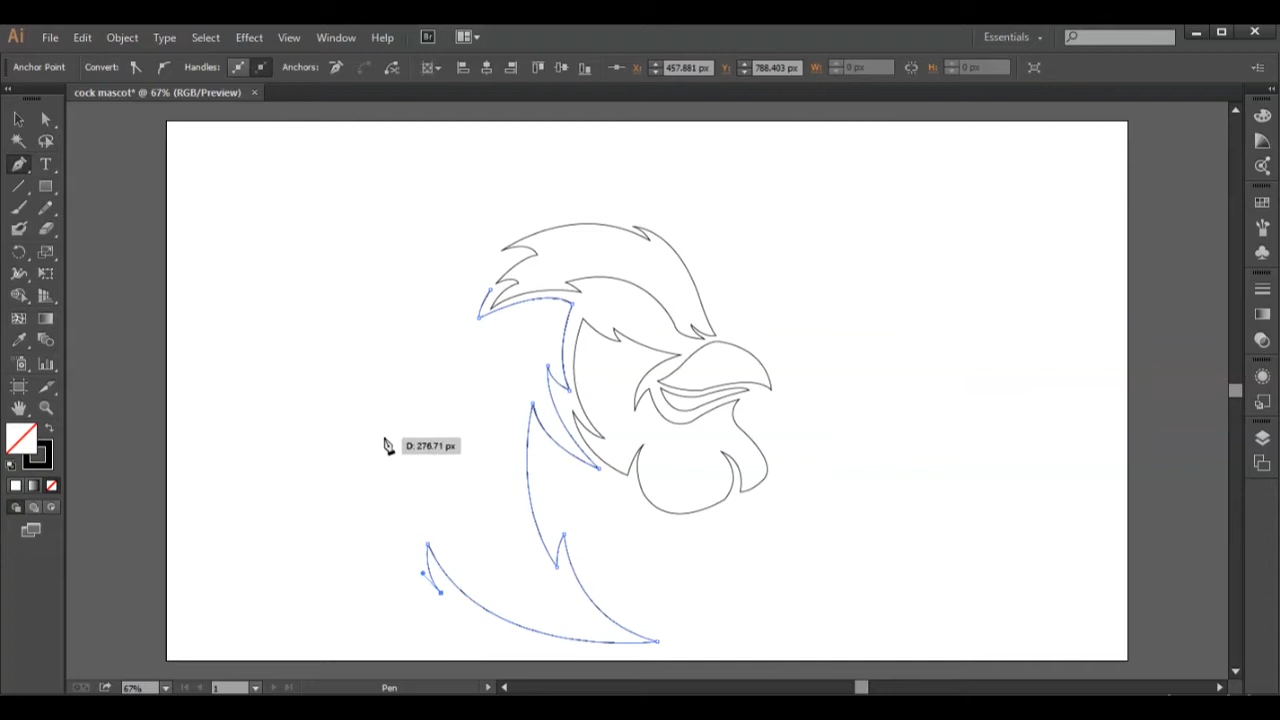 Ai File Edit Object Type Select Effect View Window Help Br Essentials
Anchor Point Convert: Handles: Anchors: X: 457.881 px Y: 788.403 px W: 0 px H: 0 px
cock mascot* @ 67% (RGB/Preview)
T
D: 276.71 px
67% 1 Pen